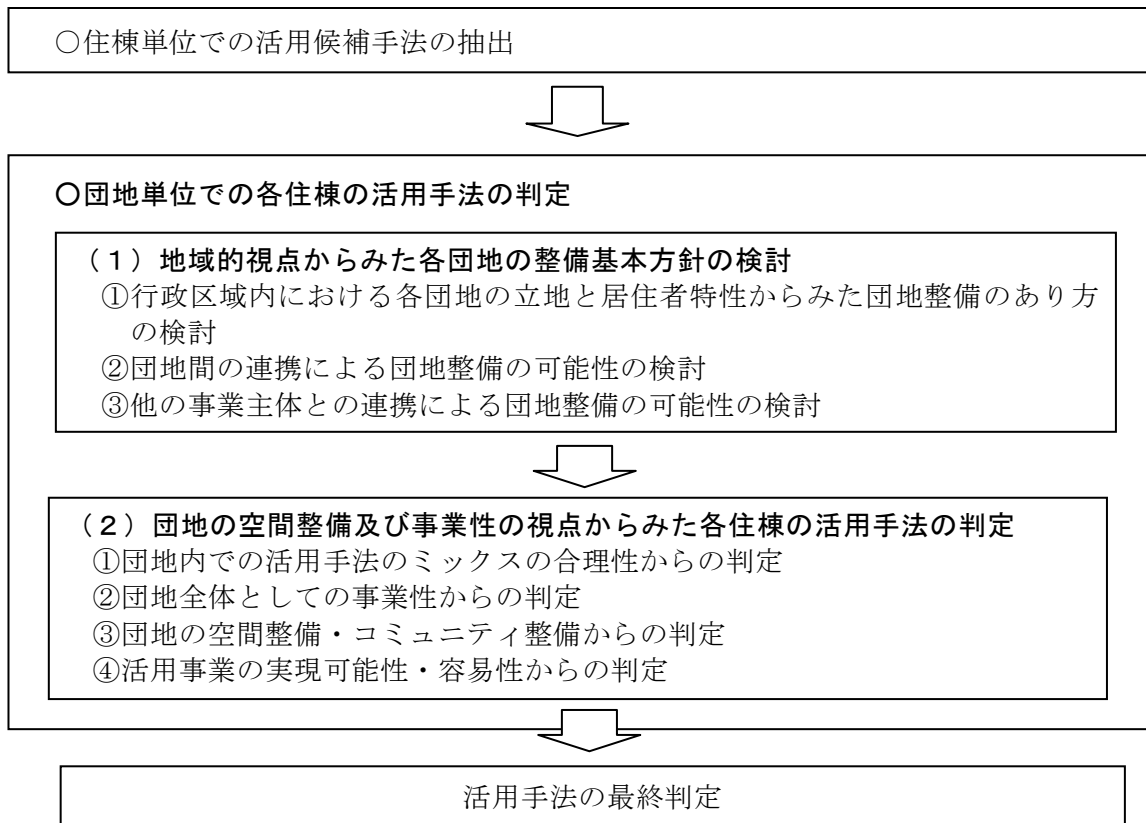 ○住棟単位での活用候補手法の抽出
○団地単位での各住棟の活用手法の判定
（１）地域的視点からみた各団地の整備基本方針の検討
①行政区域内における各団地の立地と居住者特性からみた団地整備のあり方
の検討
②団地間の連携による団地整備の可能性の検討
③他の事業主体との連携による団地整備の可能性の検討
（２）団地の空間整備及び事業性の視点からみた各住棟の活用手法の判定
①団地内での活用手法のミックスの合理性からの判定
②団地全体としての事業性からの判定
③団地の空間整備・コミュニティ整備からの判定
④活用事業の実現可能性・容易性からの判定
活用手法の最終判定